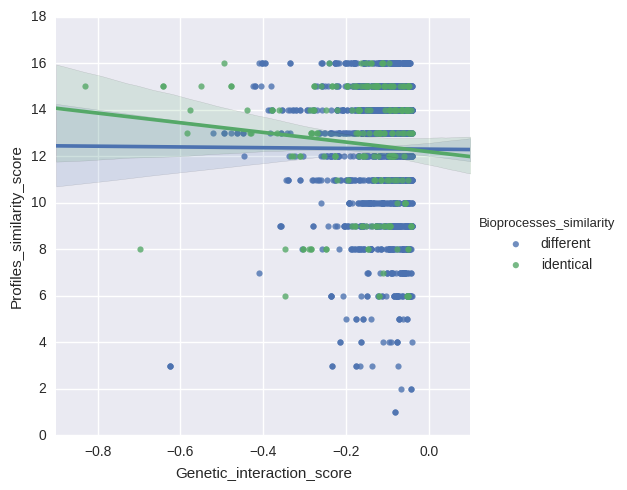 18
16
14
12
10
8
6
4
2
0
Profiles_similarity_score
−0.8 −0.6 −0.4 −0.2 0.0
Genetic_interaction_score
Bioprocesses_similarity
different
identical